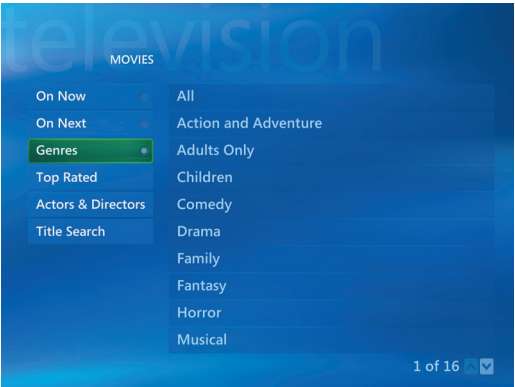 television
MOVIES
On Now
On Next
Genres
Top Rated
Actors & Directors
Title Search
All
Action and Adventure
Adults Only
Children
Comedy
Drama
Family
Fantasy
Horror
Musical
1 of 16